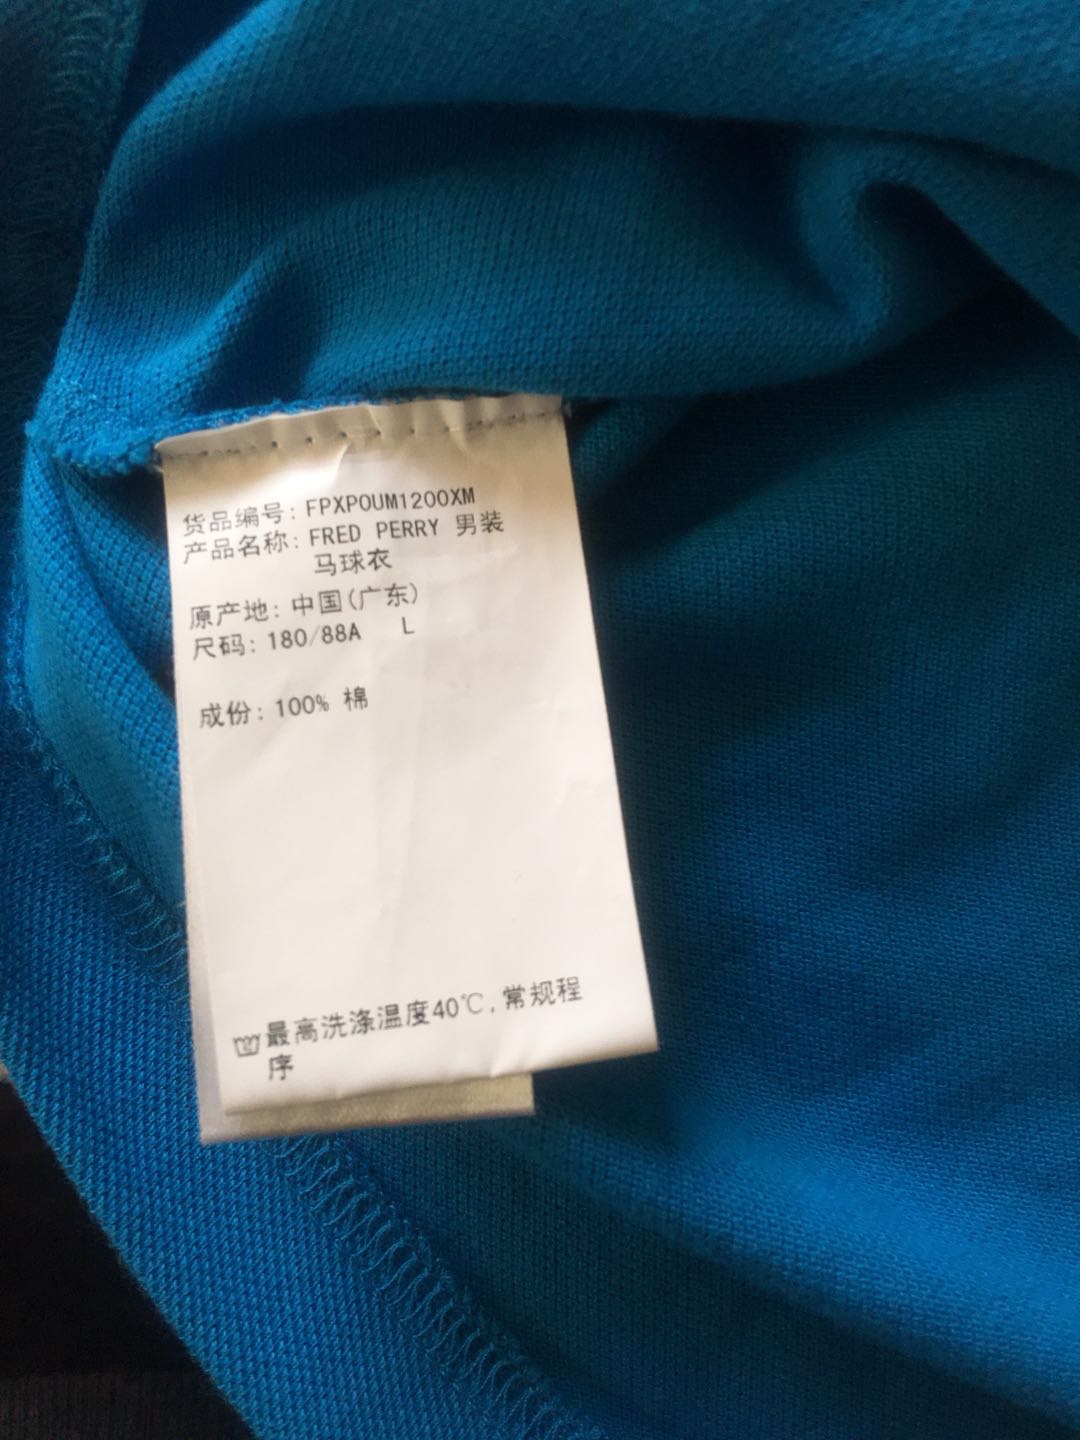 货品编号: FPXPOUM1200XM
产品名称: FRED PERRY 男装
马球衣
原产地: 中国(广东)
尺码: 180/88A L
成份: 100% 棉
最高洗涤温度40℃,常规程
序